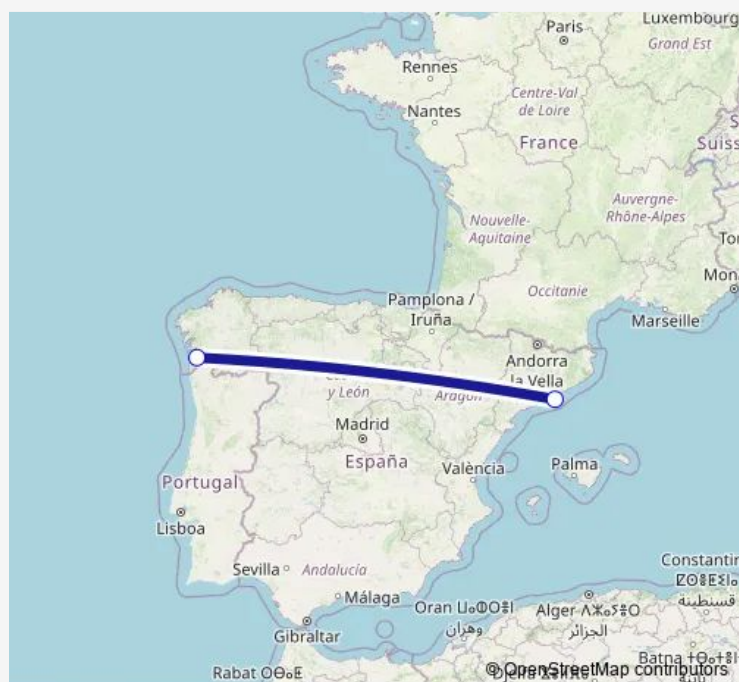 Luxembourg
Paris
Grand Est
Rennes
Centre-Val
de Loire
Nantes
France
Suiss
Auvergne-
Rhône-Alpes
Nouvelle-
Aquitaine
Occitanie
Pamplona /
Iruña
Marseille
Andorra
la Vella
y León
Aragón
Madrid
España
València
Palma
Portugal
Lisboa
Sevilla
Andalucía
Málaga
Gibraltar
Oran ⵡⴰⵀⵔⴰⵏ
وهران
Alger
الجزائر
Constantin
قسنطينة
Rabat
Batna
© OpenStreetMap contributors